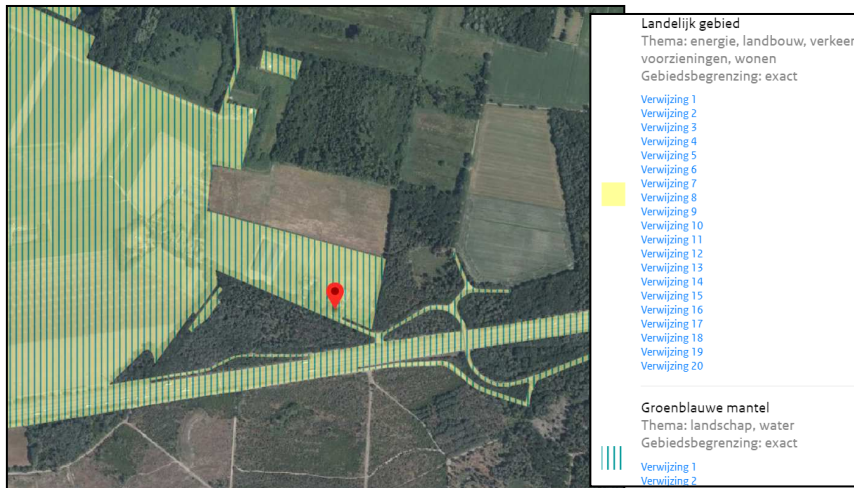 Landelijk gebied
Thema: energie, landbouw, verkeer
voorzieningen, wonen
Gebiedsbegrenzing: exact
Verwijzing 1
Verwijzing 2
Verwijzing 3
Verwijzing 4
Verwijzing 5
Verwijzing 6
Verwijzing 7
Verwijzing 8
Verwijzing 9
Verwijzing 10
Verwijzing 11
Verwijzing 12
Verwijzing 13
Verwijzing 14
Verwijzing 15
Verwijzing 16
Verwijzing 17
Verwijzing 18
Verwijzing 19
Verwijzing 20
Groenblauwe mantel
Thema: landschap, water
Gebiedsbegrenzing: exact
Verwijzing 1
Verwijzing 2